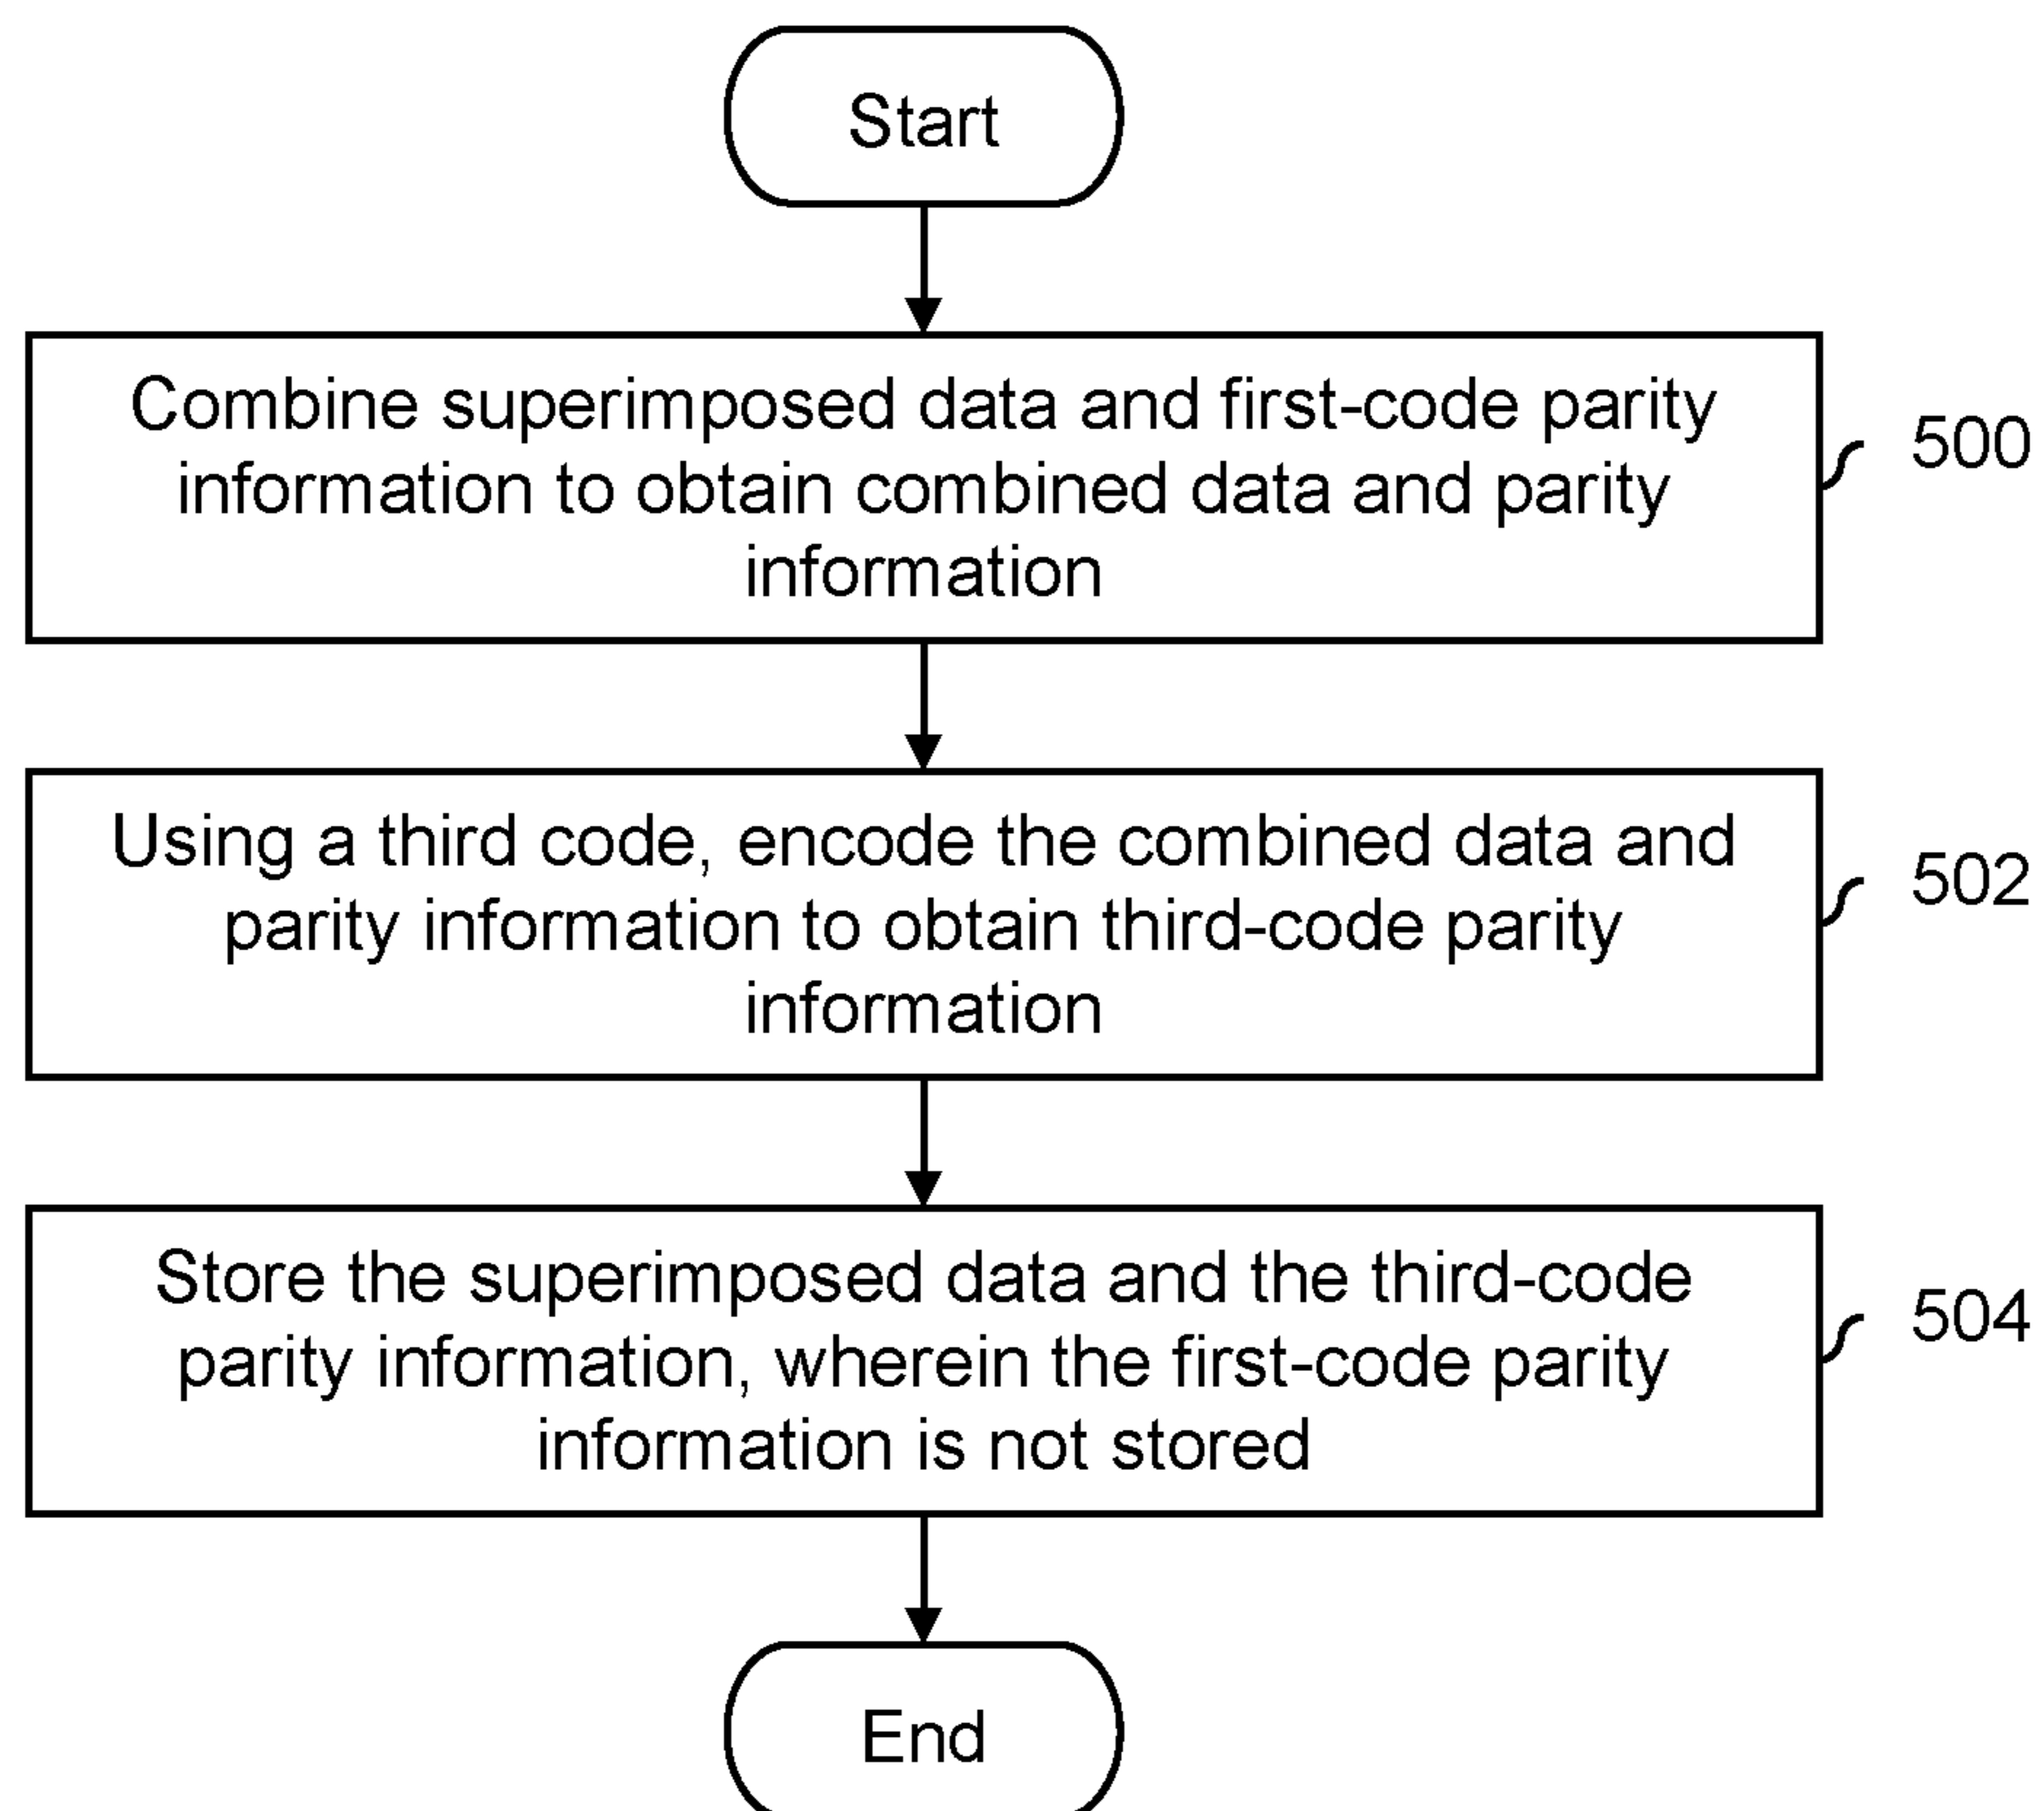 Start
Combine superimposed data and first-code parity
information to obtain combined data and parity
information
500
Using a third code, encode the combined data and
parity information to obtain third-code parity
information
502
Store the superimposed data and the third-code
parity information, wherein the first-code parity
information is not stored
504
End